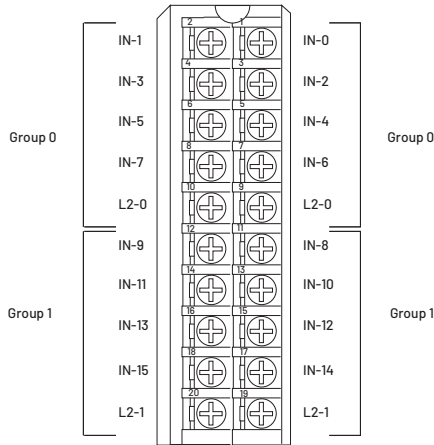 2 1
IN-1 IN-0
4 3
IN-3 IN-2
6 5
IN-5 IN-4
Group 0 Group 0
8 7
IN-7 IN-6
10 9
L2-0 L2-0
12 11
IN-9 IN-8
14 13
IN-11 IN-10
16 15
Group 1 Group 1
IN-13 IN-12
18 17
IN-15 IN-14
20 19
L2-1 L2-1